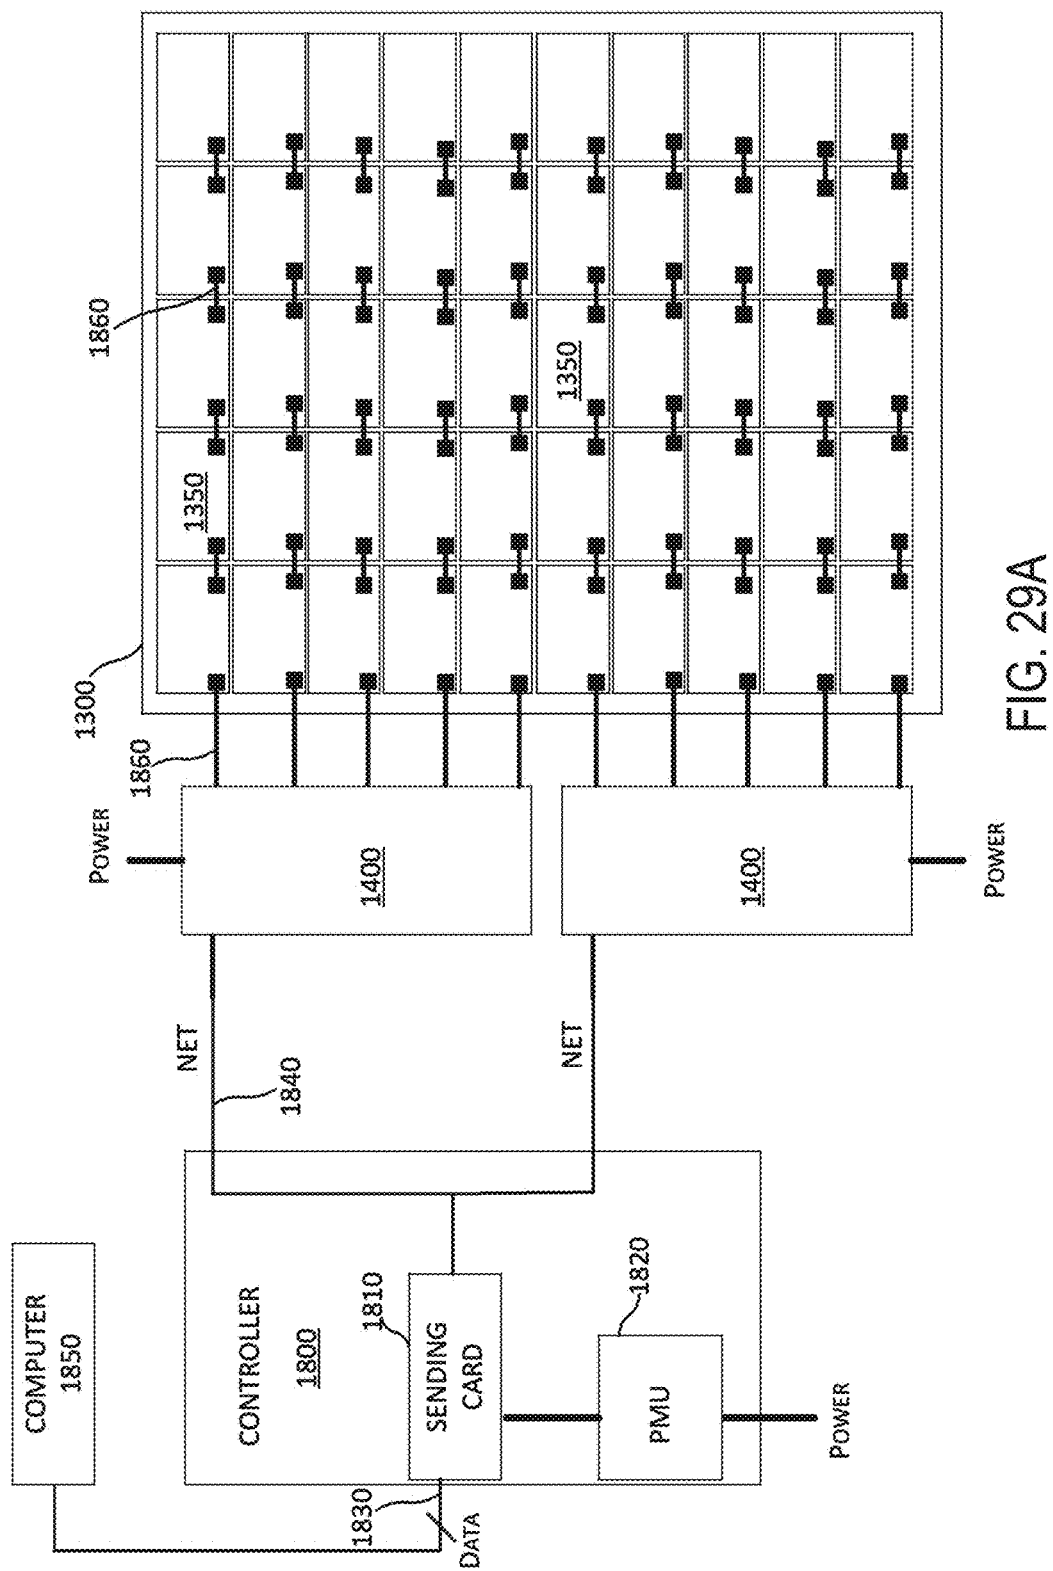 COMPUTER
1850
CONTROLLER
1800
SENDING
CARD
1810
PMU
1820
POWER
1830
DATA
NET
1840
NET
POWER
1400
1400
POWER
1860
1300
1350
1860
1350
FIG. 29A